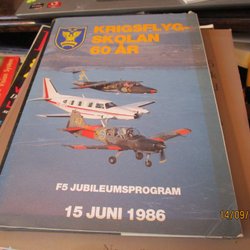 KRIGSFLYG-
SKOLAN
60 ÅR
F5 JUBILEUMSPROGRAM
15 JUNI 1986
14/09/